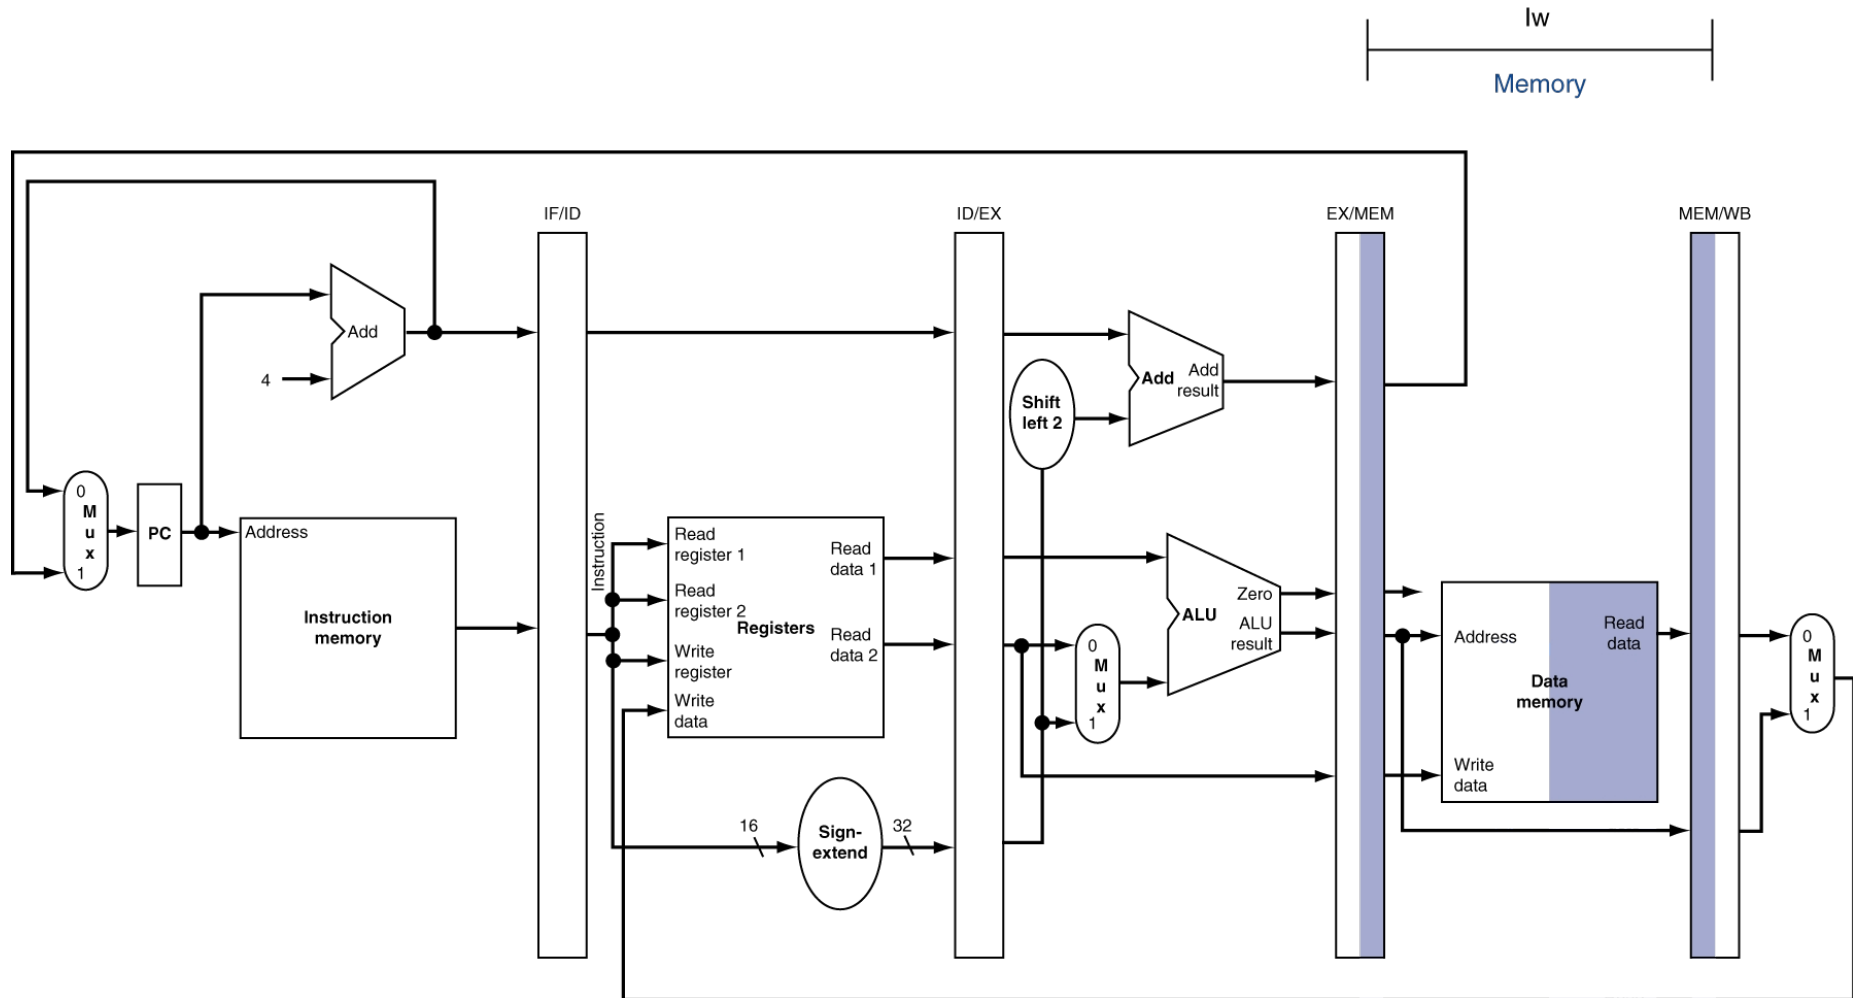 lw
Memory
IF/ID
ID/EX
EX/MEM
MEM/WB
Add
4
Add
Add
result
Shift
left 2
0
M
u
x
1
PC
Address
Instruction
memory
Instruction
Read
register 1
Read
register 2
Write
register
Write
data
Registers
Read
data 1
Read
data 2
16
Sign-
extend
32
0
M
u
x
1
ALU
Zero
ALU
result
Address
Read
data
Data
memory
Write
data
0
M
u
x
1